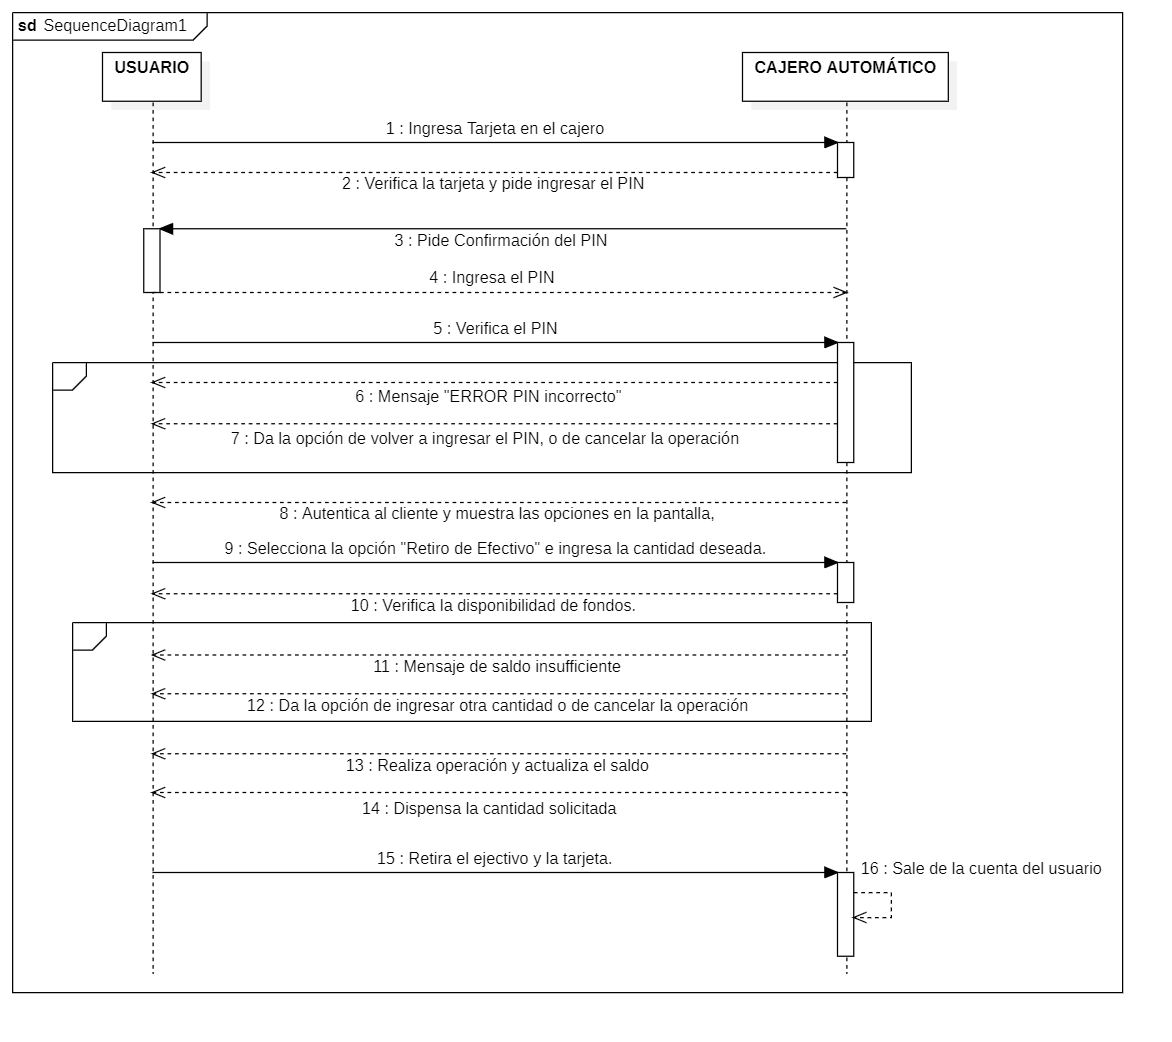 sd SequenceDiagram1
USUARIO
CAJERO AUTOMÁTICO
1 : Ingresa Tarjeta en el cajero
2 : Verifica la tarjeta y pide ingresar el PIN
3 : Pide Confirmación del PIN
4 : Ingresa el PIN
5 : Verifica el PIN
6 : Mensaje "ERROR PIN incorrecto"
7 : Da la opción de volver a ingresar el PIN, o de cancelar la operación
8 : Autentica al cliente y muestra las opciones en la pantalla,
9 : Selecciona la opción "Retiro de Efectivo" e ingresa la cantidad deseada.
10 : Verifica la disponibilidad de fondos.
11 : Mensaje de saldo insufficiente
12 : Da la opción de ingresar otra cantidad o de cancelar la operación
13 : Realiza operación y actualiza el saldo
14 : Dispensa la cantidad solicitada
15 : Retira el ejectivo y la tarjeta.
16 : Sale de la cuenta del usuario